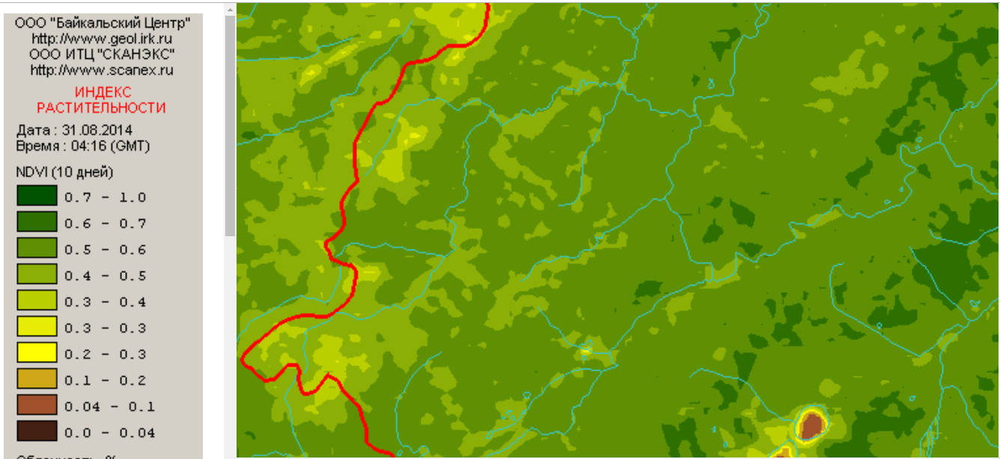 ООО "Байкальский Центр"
http://www.geol.irk.ru
ООО ИТЦ "СКАНЭКС"
http://www.scanex.ru
ИНДЕКС
РАСТИТЕЛЬНОСТИ
Дата : 31.08.2014
Время : 04:16 (GMT)
NDVI (10 дней)
0.7 - 1.0
0.6 - 0.7
0.5 - 0.6
0.4 - 0.5
0.3 - 0.4
0.3 - 0.3
0.2 - 0.3
0.1 - 0.2
0.04 - 0.1
0.0 - 0.04